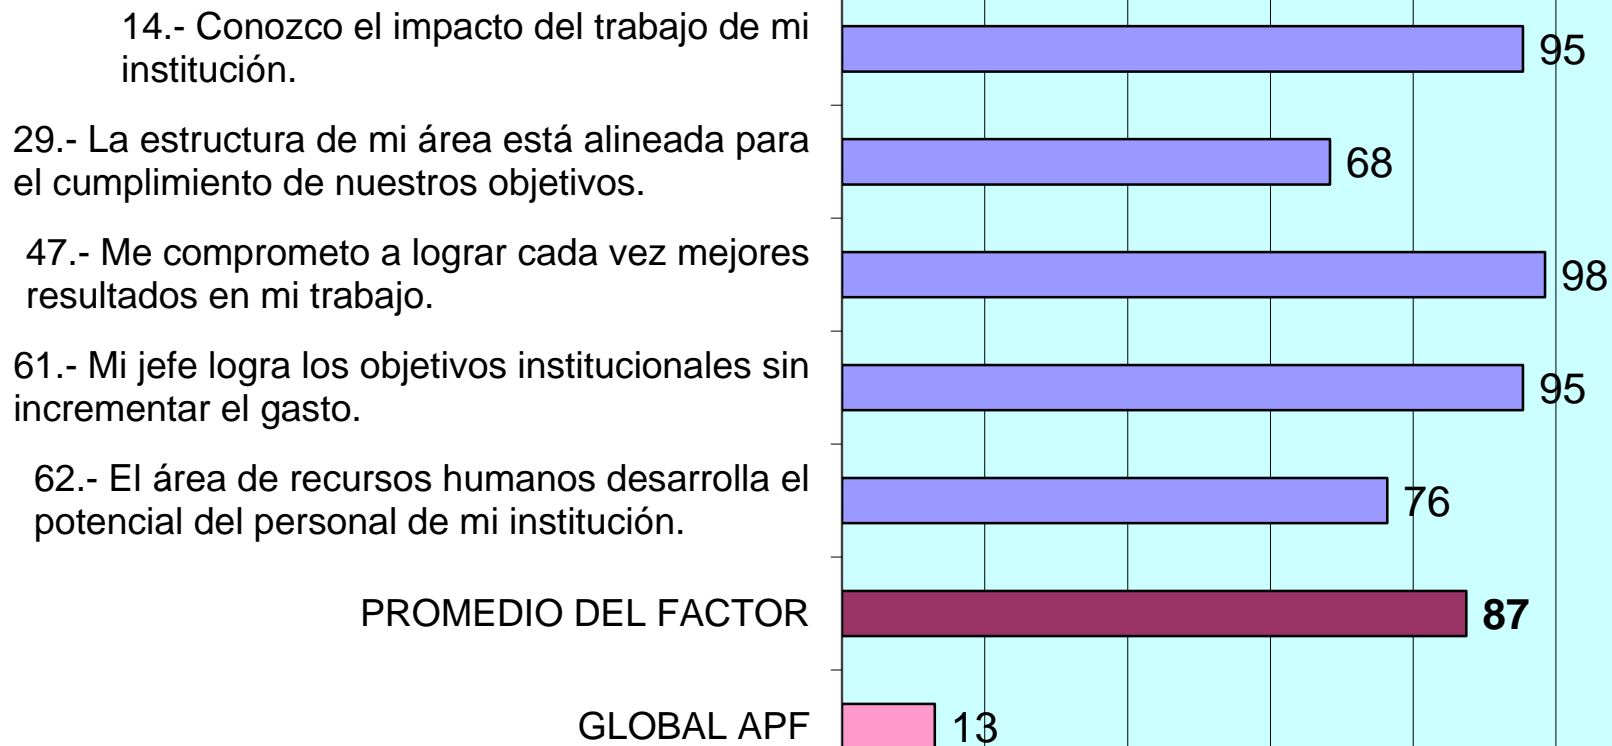 14.- Conozco el impacto del trabajo de mi
institución.
95
29.- La estructura de mi área está alineada para
el cumplimiento de nuestros objetivos.
68
47.- Me comprometo a lograr cada vez mejores
resultados en mi trabajo.
98
61.- Mi jefe logra los objetivos institucionales sin
incrementar el gasto.
95
62.- El área de recursos humanos desarrolla el
potencial del personal de mi institución.
76
PROMEDIO DEL FACTOR
87
GLOBAL APF
13